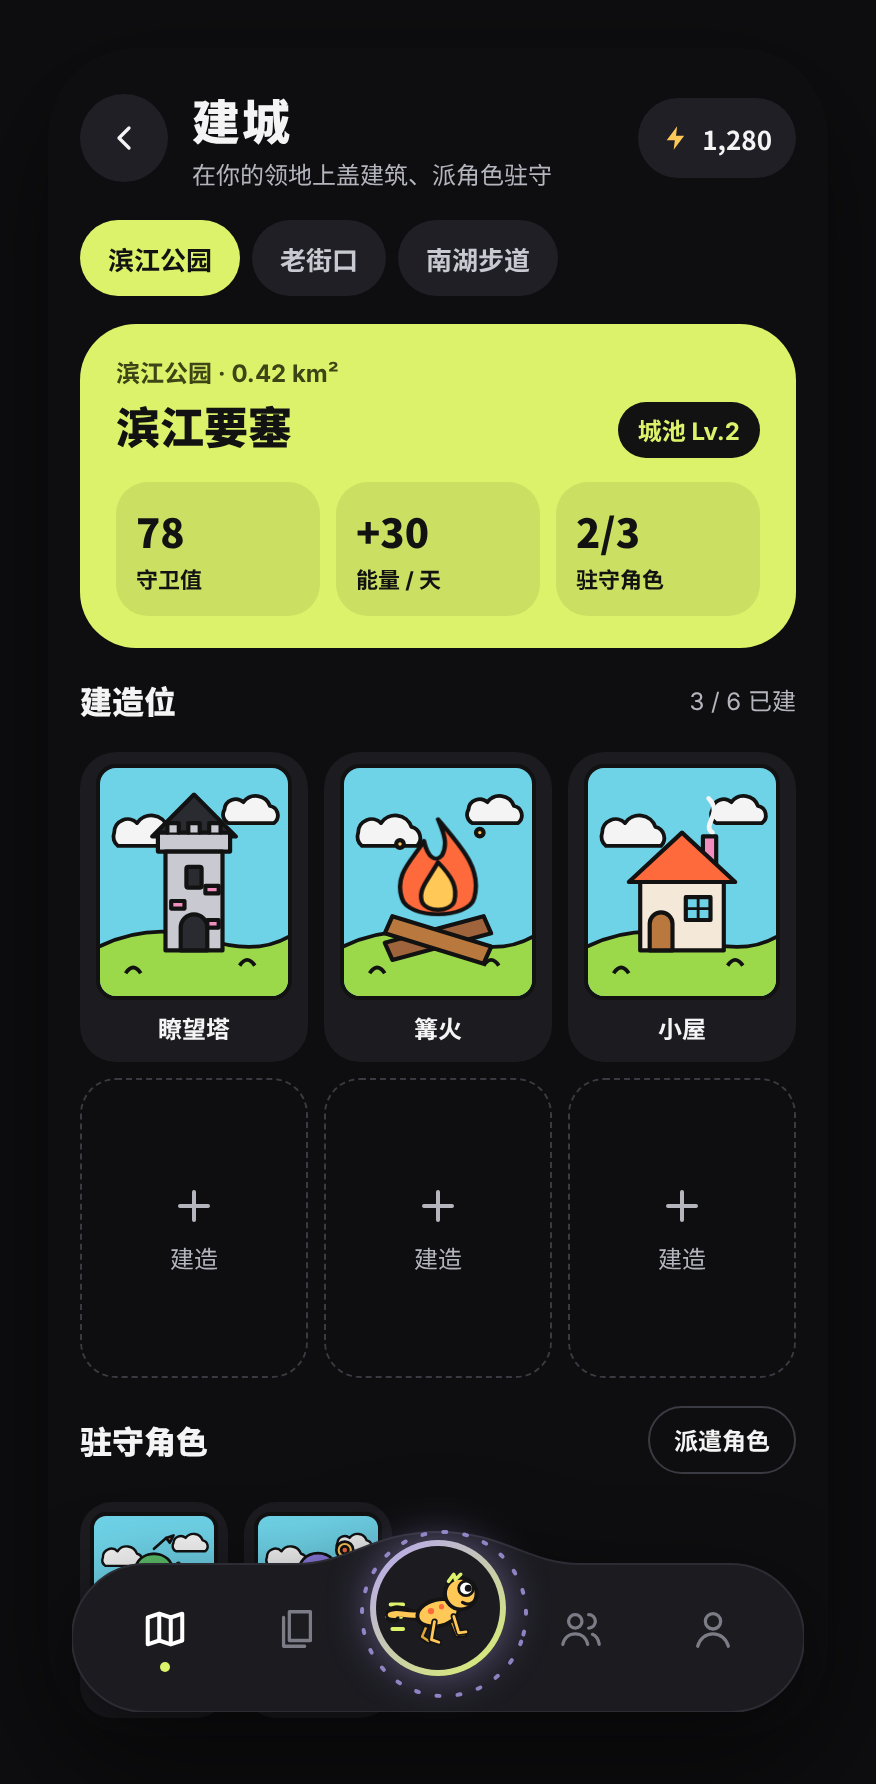 建城
1,280
在你的领地上盖建筑、派角色驻守
滨江公园
老街口
南湖步道
滨江公园 · 0.42 km²
滨江要塞
城池 Lv.2
78
+30
2/3
守卫值
能量 / 天
驻守角色
建造位
3 / 6 已建
瞭望塔
篝火
小屋
建造
建造
建造
驻守角色
派遣角色